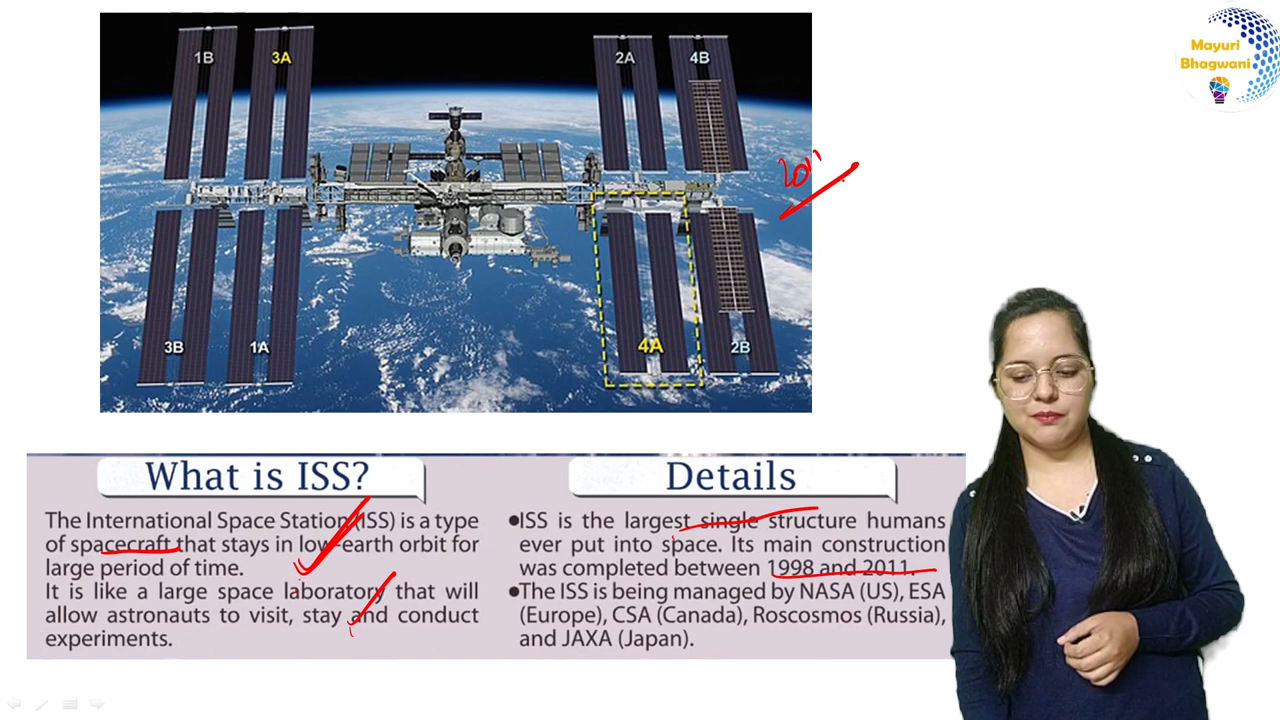 Mayuri
Bhagwani
1B
3A
2A
4B
3B
1A
4A
2B
What is ISS?
The International Space Station (ISS) is a type
of spacecraft that stays in low-earth orbit for
large period of time.
It is like a large space laboratory that will
allow astronauts to visit, stay and conduct
experiments.
Details
●ISS is the largest single structure humans
ever put into space. Its main construction
was completed between 1998 and 2011.
●The ISS is being managed by NASA (US), ESA
(Europe), CSA (Canada), Roscosmos (Russia),
and JAXA (Japan).